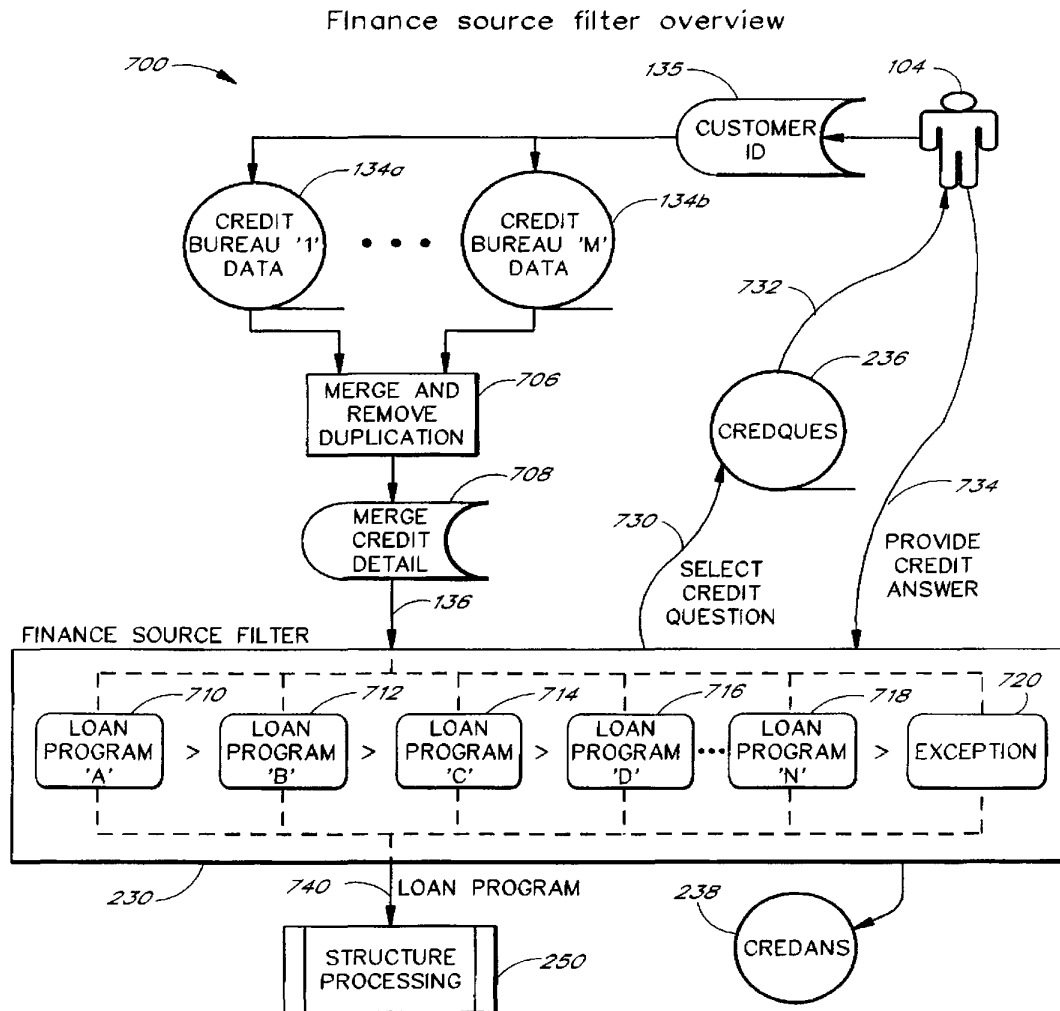 Finance source filter overview
700
135
104
CUSTOMER
ID
134a
134b
CREDIT
BUREAU '1'
DATA
• • •
CREDIT
BUREAU 'M'
DATA
732
236
706
MERGE AND
REMOVE
DUPLICATION
CREDQUES
708
MERGE
CREDIT
DETAIL
730
734
SELECT
CREDIT
QUESTION
PROVIDE
CREDIT
ANSWER
136
FINANCE SOURCE FILTER
710
712
714
716
718
720
LOAN
PROGRAM
'A'
>
LOAN
PROGRAM
'B'
>
LOAN
PROGRAM
'C'
>
LOAN
PROGRAM
'D'
•••
LOAN
PROGRAM
'N'
>
EXCEPTION
230
740
LOAN PROGRAM
238
CREDANS
STRUCTURE
PROCESSING
250